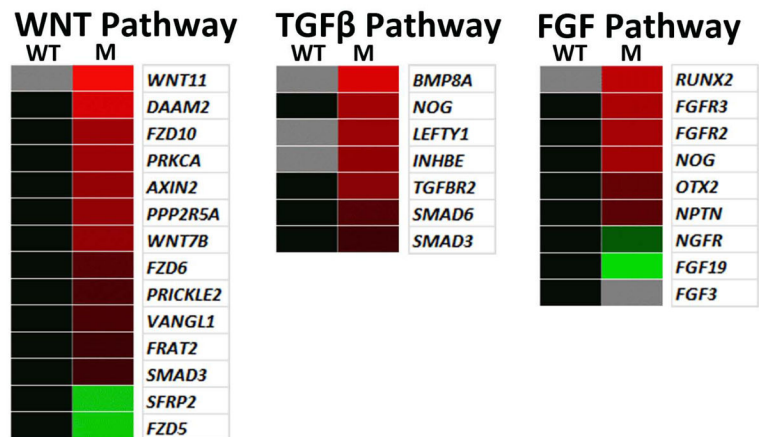 WNT Pathway
WT M
WNT11
DAAM2
FZD10
PRKCA
AXIN2
PPP2R5A
WNT7B
FZD6
PRICKLE2
VANGL1
FRAT2
SMAD3
SFRP2
FZD5
TGFβ Pathway
WT M
BMP8A
NOG
LEFTY1
INHBE
TGFBR2
SMAD6
SMAD3
FGF Pathway
WT M
RUNX2
FGFR3
FGFR2
NOG
OTX2
NPTN
NGFR
FGF19
FGF3